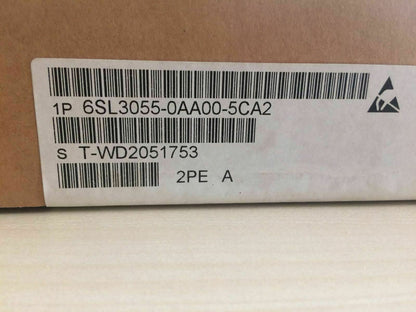 1P 6SL3055-0AA00-5CA2
S T-WD2051753
2PE A